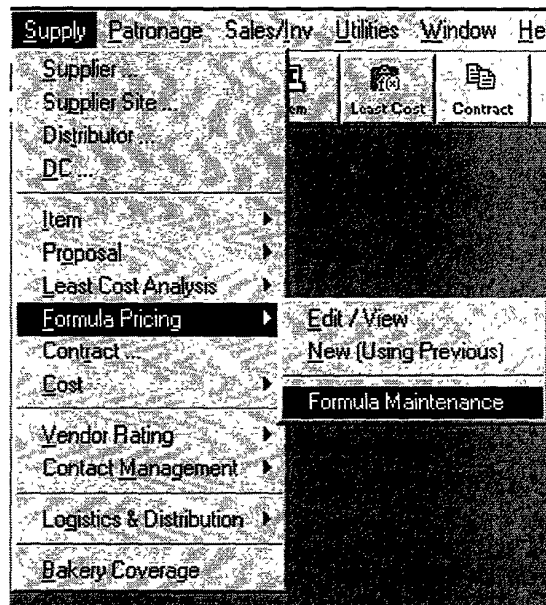 Supply Patronage Sales/Inv Utilities Window He
Supplier ...
Supplier Site ...
Distributor ...
DC ...
Least Cost Contract
Item
Proposal
Least Cost Analysis
Formula Pricing
Edit / View
Contract ...
New (Using Previous)
Cost
Formula Maintenance
Vendor Rating
Contact Management
Logistics & Distribution
Bakery Coverage